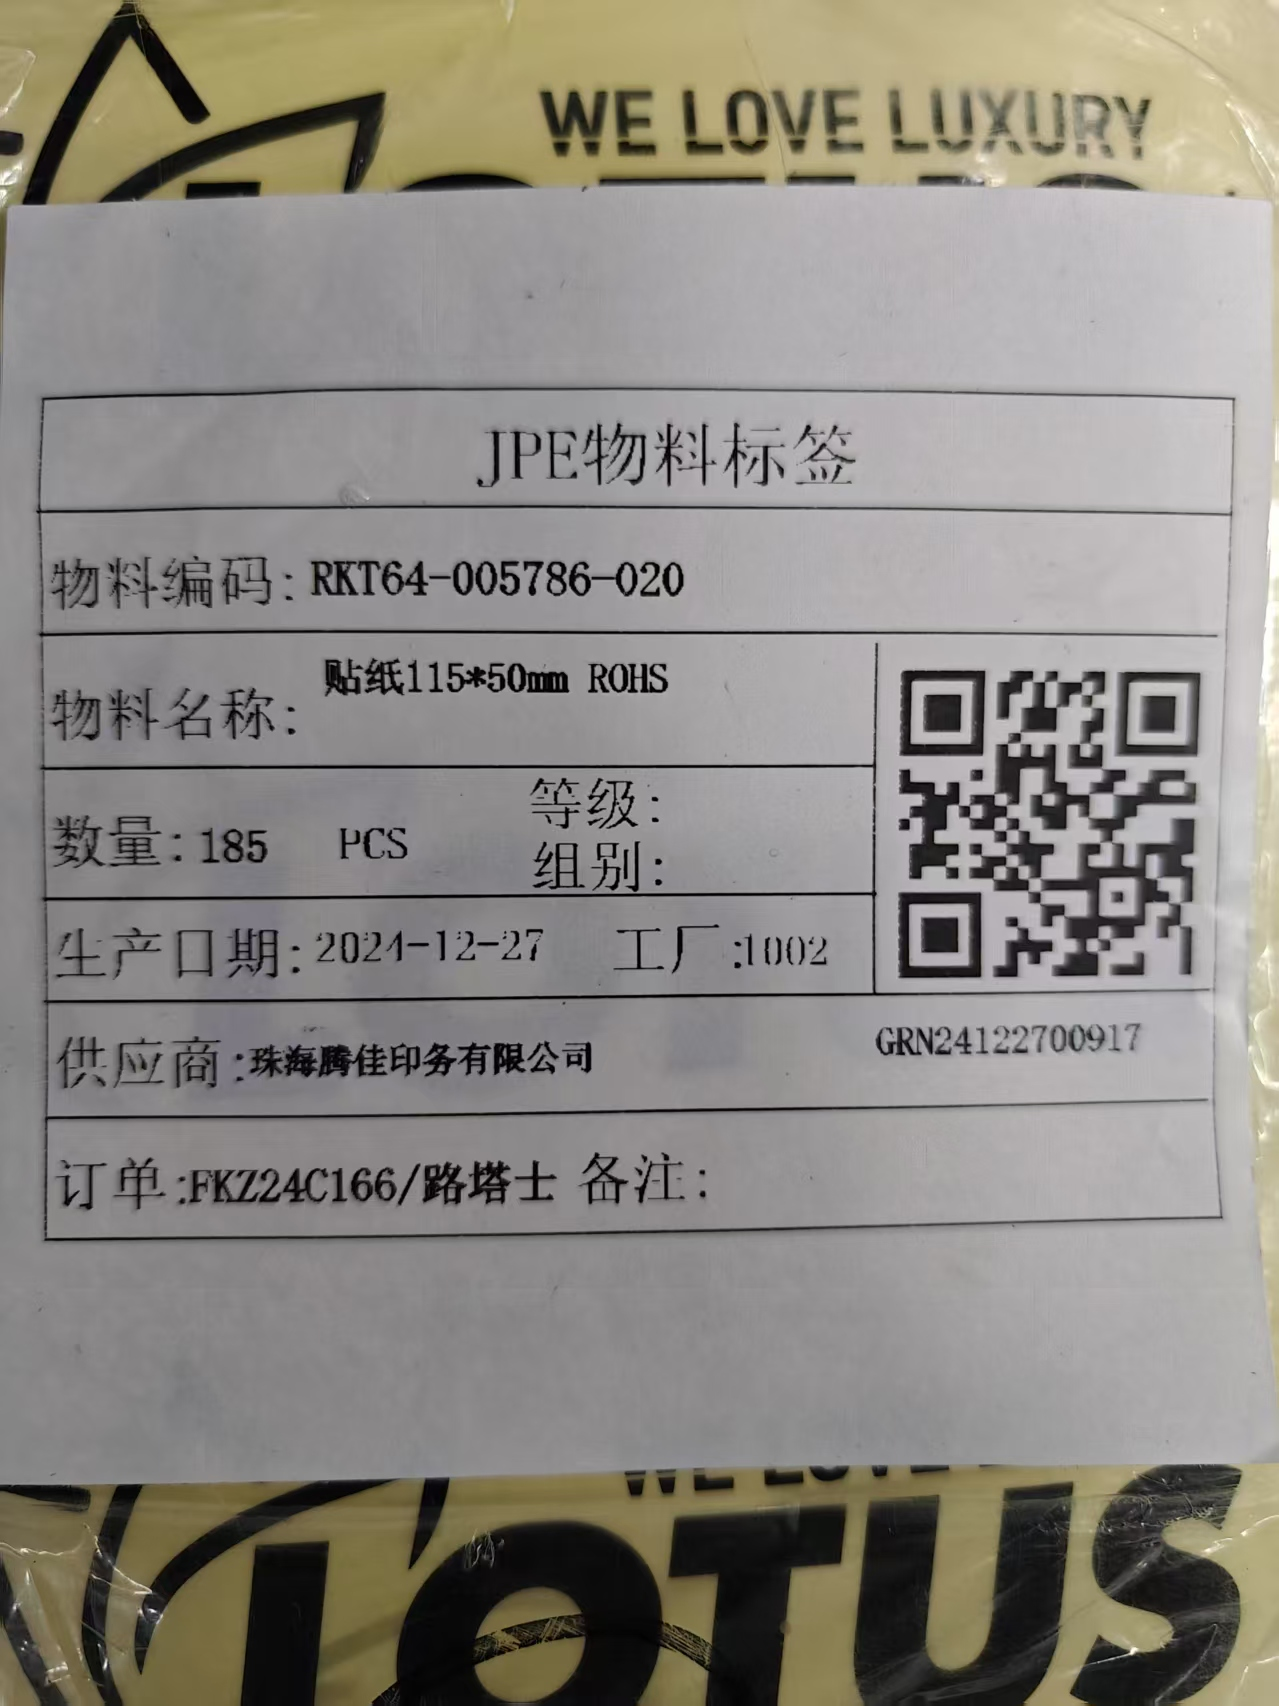 WE LOVE LUXURY
JPE物料标签
物料编码: RKT64-005786-020
物料名称: 贴纸115*50mm ROHS
数量: 185 PCS
等级:
组别:
生产日期: 2024-12-27 工厂:1002
供应商:珠海腾佳印务有限公司 GRN24122700917
订单:FKZ24C166/路塔士 备注:
WE LOVE
LOTUS